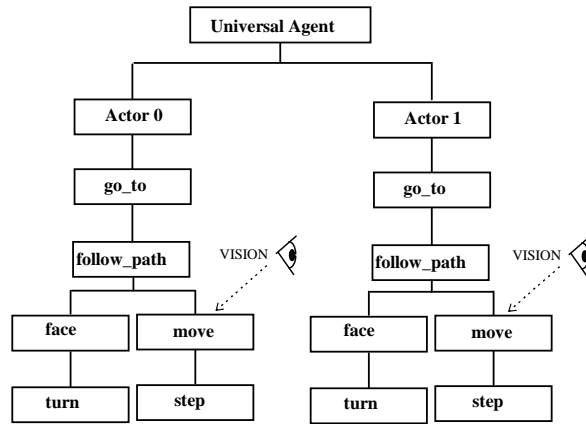 Universal Agent
Actor 0
Actor 1
go_to
go_to
follow_path
VISION
follow_path
VISION
face
move
face
move
turn
step
turn
step